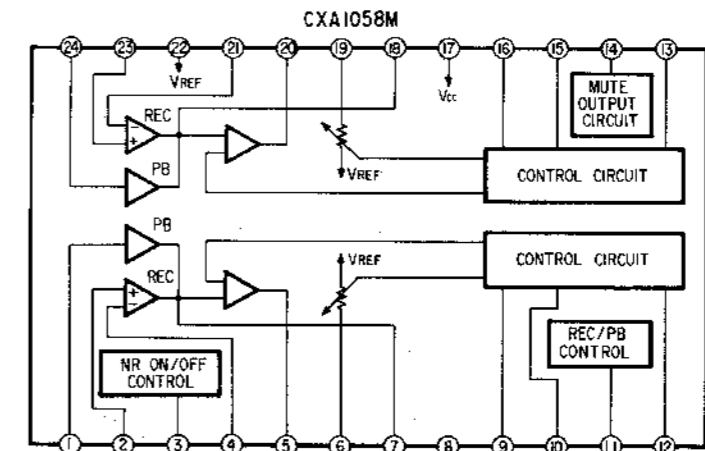 CXA1058M
24 23 22 21 20 19 18 17 16 15 14 13
VREF
Vcc
MUTE
OUTPUT
CIRCUIT
REC
−
+
PB
VREF
CONTROL CIRCUIT
PB
VREF
CONTROL CIRCUIT
REC
+
−
NR ON/OFF
CONTROL
REC/PB
CONTROL
1 2 3 4 5 6 7 8 9 10 11 12